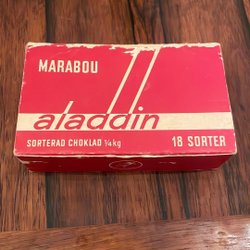 MARABOU
aladdin
SORTERAD CHOKLAD ¼ kg
18 SORTER